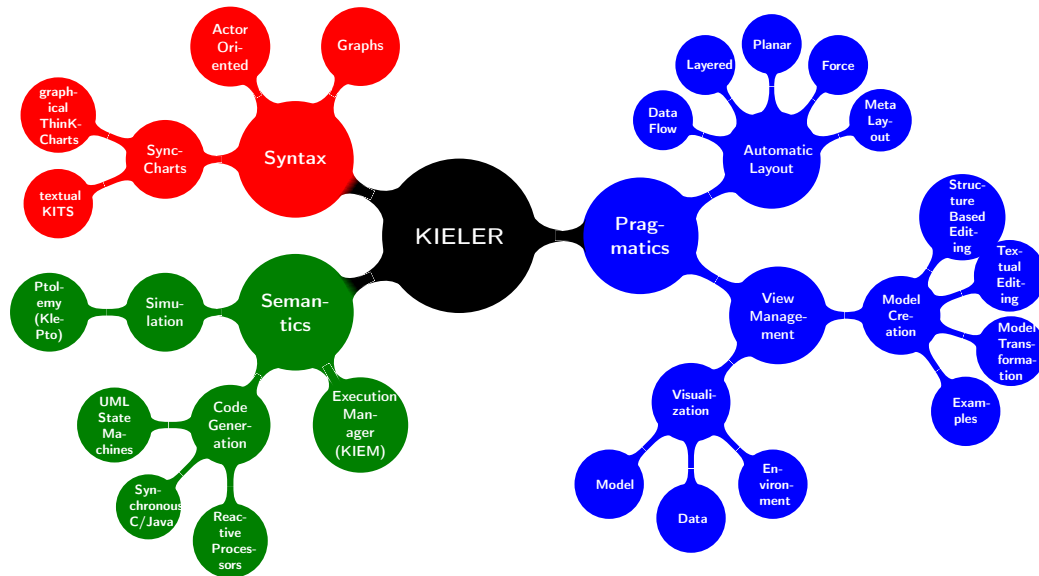 Actor
Ori-
ented
Graphs
graph-
ical
ThinK-
Charts
Sync-
Charts
textual
KITS
Syntax
KIELER
Prag-
matics
Automatic
Layout
Data
Flow
Layered
Planar
Force
Meta
Lay-
out
Seman-
tics
Simu-
lation
Ptol-
emy
(Kle-
Pto)
Code
Gener-
ation
UML
State
Ma-
chines
Syn-
chronous
C/Java
Reac-
tive
Proces-
sors
Execution
Man-
ager
(KIEM)
View
Manage-
ment
Model
Cre-
ation
Struc-
ture
Based
Edit-
ing
Textual
Edit-
ing
Model
Trans-
forma-
tion
Exam-
ples
Visuali-
zation
Model
Data
En-
viron-
ment